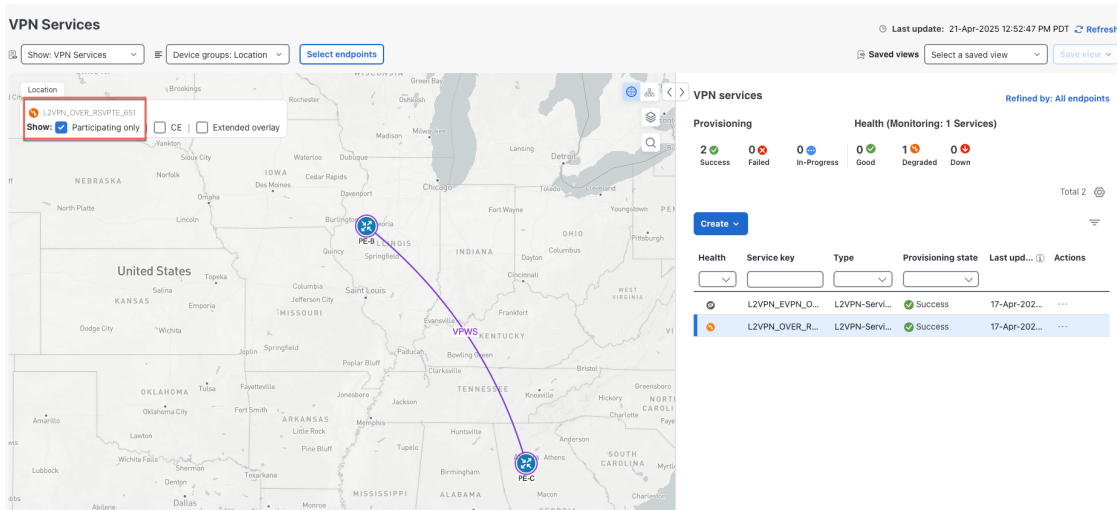 VPN Services
Last update: 21-Apr-2025 12:52:47 PM PDT Refresh
Show: VPN Services
Device groups: Location
Select endpoints
Saved views
Select a saved view
Save view
Location
L2VPN_OVER_RSVPTE_651
Show: Participating only | CE | Extended overlay
Green Bay
Brookings
Rochester
Oshkosh
Yankton
Madison
Milwaukee
Sioux City
Waterloo
Dubuque
Lansing
Detroit
NEBRASKA
Norfolk
IOWA
Cedar Rapids
Des Moines
Chicago
Toledo
Cleveland
Omaha
Davenport
North Platte
Fort Wayne
Youngstown
Lincoln
Burlington
PE-B
ILLINOIS
OHIO
Pittsburgh
Quincy
Springfield
INDIANA
Dayton
Columbus
United States
Topeka
Cincinnati
Salina
Columbia
Saint Louis
WEST
VIRGINIA
KANSAS
Emporia
Jefferson City
MISSOURI
Frankfort
Evansville
Dodge City
Wichita
VPWS
KENTUCKY
Joplin
Springfield
Paducah
Bowling Green
Poplar Bluff
Clarksville
Bristol
OKLAHOMA
Tulsa
Fayetteville
TENNESSEE
Greensboro
Jonesboro
Knoxville
Hickory
Jackson
Oklahoma City
Fort Smith
Charlotte
Amarillo
ARKANSAS
Memphis
Lawton
Little Rock
Huntsville
Anderson
Pine Bluff
Tupelo
SOUTH
CAROLINA
Wichita Falls
Sherman
Athens
Lubbock
Texarkana
Birmingham
PE-C
Denton
MISSISSIPPI
ALABAMA
Macon
Charleston
Dallas
Monroe
Abilene
VPN services
Refined by: All endpoints
Provisioning
Health (Monitoring: 1 Services)
2 0 0 0 1 0
Success Failed In-Progress Good Degraded Down
Total 2
Create
Health Service key Type Provisioning state Last upd... Actions
L2VPN_EVPN_O... L2VPN-Servi... Success 17-Apr-202... ...
L2VPN_OVER_R... L2VPN-Servi... Success 17-Apr-202... ...